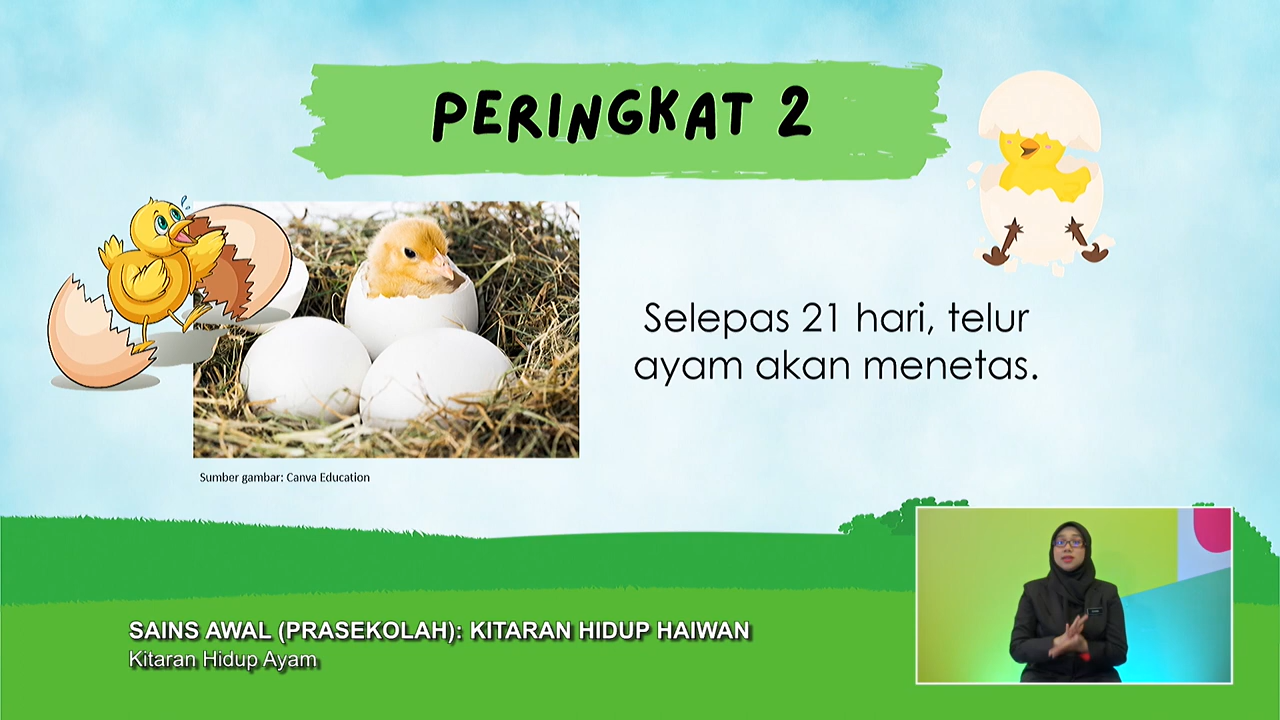 PERINGKAT 2
Selepas 21 hari, telur
ayam akan menetas.
Sumber gambar: Canva Education
SAINS AWAL (PRASEKOLAH): KITARAN HIDUP HAIWAN
Kitaran Hidup Ayam